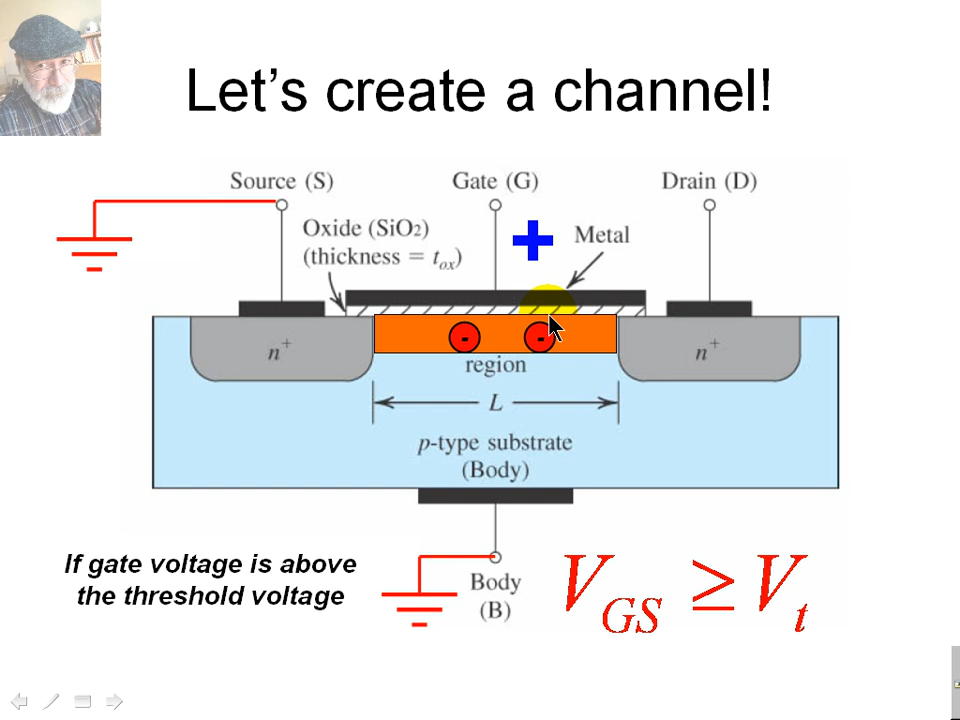 Let's create a channel!
Source (S)
Gate (G)
Drain (D)
Oxide (SiO2)
(thickness = tox)
Metal
+
n+
- -
n+
region
L
p-type substrate
(Body)
If gate voltage is above
the threshold voltage
Body
(B)
VGS ≥ Vt